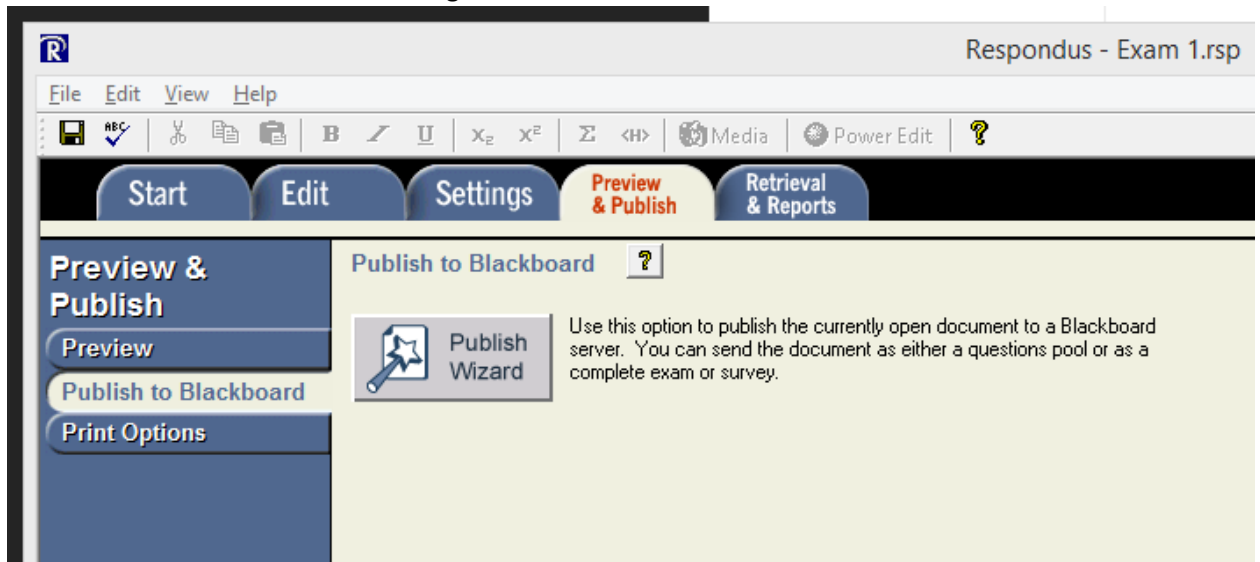 Respondus - Exam 1.rsp
File Edit View Help
ABC B I U X₂ X² Σ <H> Media Power Edit ?
Start Edit Settings Preview & Publish Retrieval & Reports
Preview & Publish
Preview
Publish to Blackboard
Print Options
Publish to Blackboard ?
Publish Wizard
Use this option to publish the currently open document to a Blackboard
server. You can send the document as either a questions pool or as a
complete exam or survey.